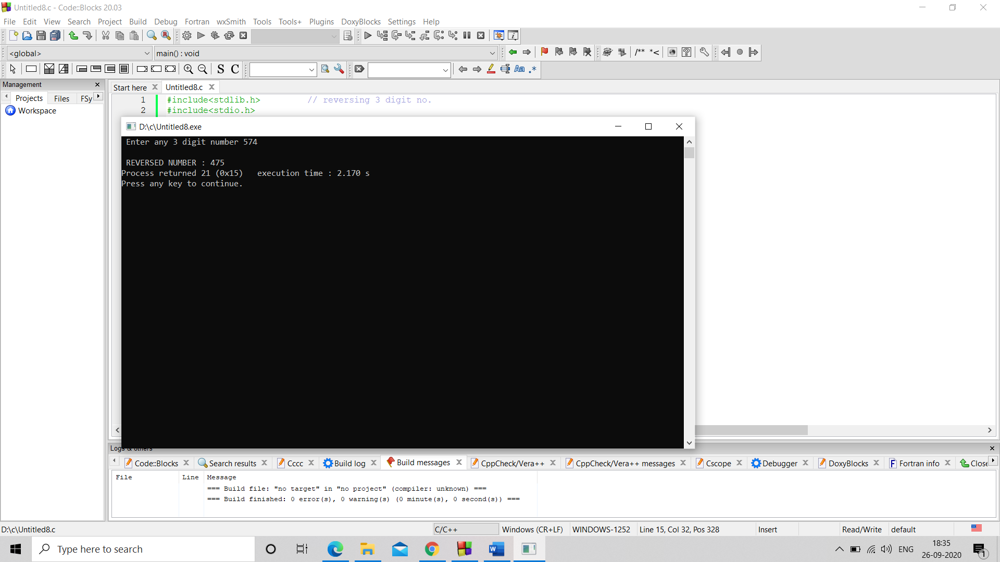 Untitled8.c - Code::Blocks 20.03
File Edit View Search Project Build Debug Fortran wxSmith Tools Tools+ Plugins DoxyBlocks Settings Help
<global> main() : void
/** *<
S C
Aa .*
Management
Projects Files FSy
Workspace
Start here Untitled8.c
1 #include<stdlib.h> // reversing 3 digit no.
2 #include<stdio.h>
D:\c\Untitled8.exe
Enter any 3 digit number 574
REVERSED NUMBER : 475
Process returned 21 (0x15) execution time : 2.170 s
Press any key to continue.
Logs & others
Code::Blocks Search results Cccc Build log Build messages CppCheck/Vera++ CppCheck/Vera++ messages Cscope Debugger DoxyBlocks Fortran info Close
File Line Message
=== Build file: "no target" in "no project" (compiler: unknown) ===
=== Build finished: 0 error(s), 0 warning(s) (0 minute(s), 0 second(s)) ===
D:\c\Untitled8.c C/C++ Windows (CR+LF) WINDOWS-1252 Line 15, Col 32, Pos 328 Insert Read/Write default
Type here to search
ENG
18:35
26-09-2020
1